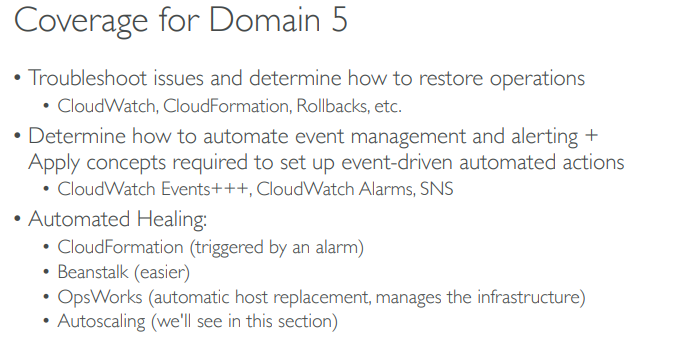 Coverage for Domain 5
• Troubleshoot issues and determine how to restore operations
• CloudWatch, CloudFormation, Rollbacks, etc.
• Determine how to automate event management and alerting +
Apply concepts required to set up event-driven automated actions
• CloudWatch Events+++, CloudWatch Alarms, SNS
• Automated Healing:
• CloudFormation (triggered by an alarm)
• Beanstalk (easier)
• OpsWorks (automatic host replacement, manages the infrastructure)
• Autoscaling (we'll see in this section)